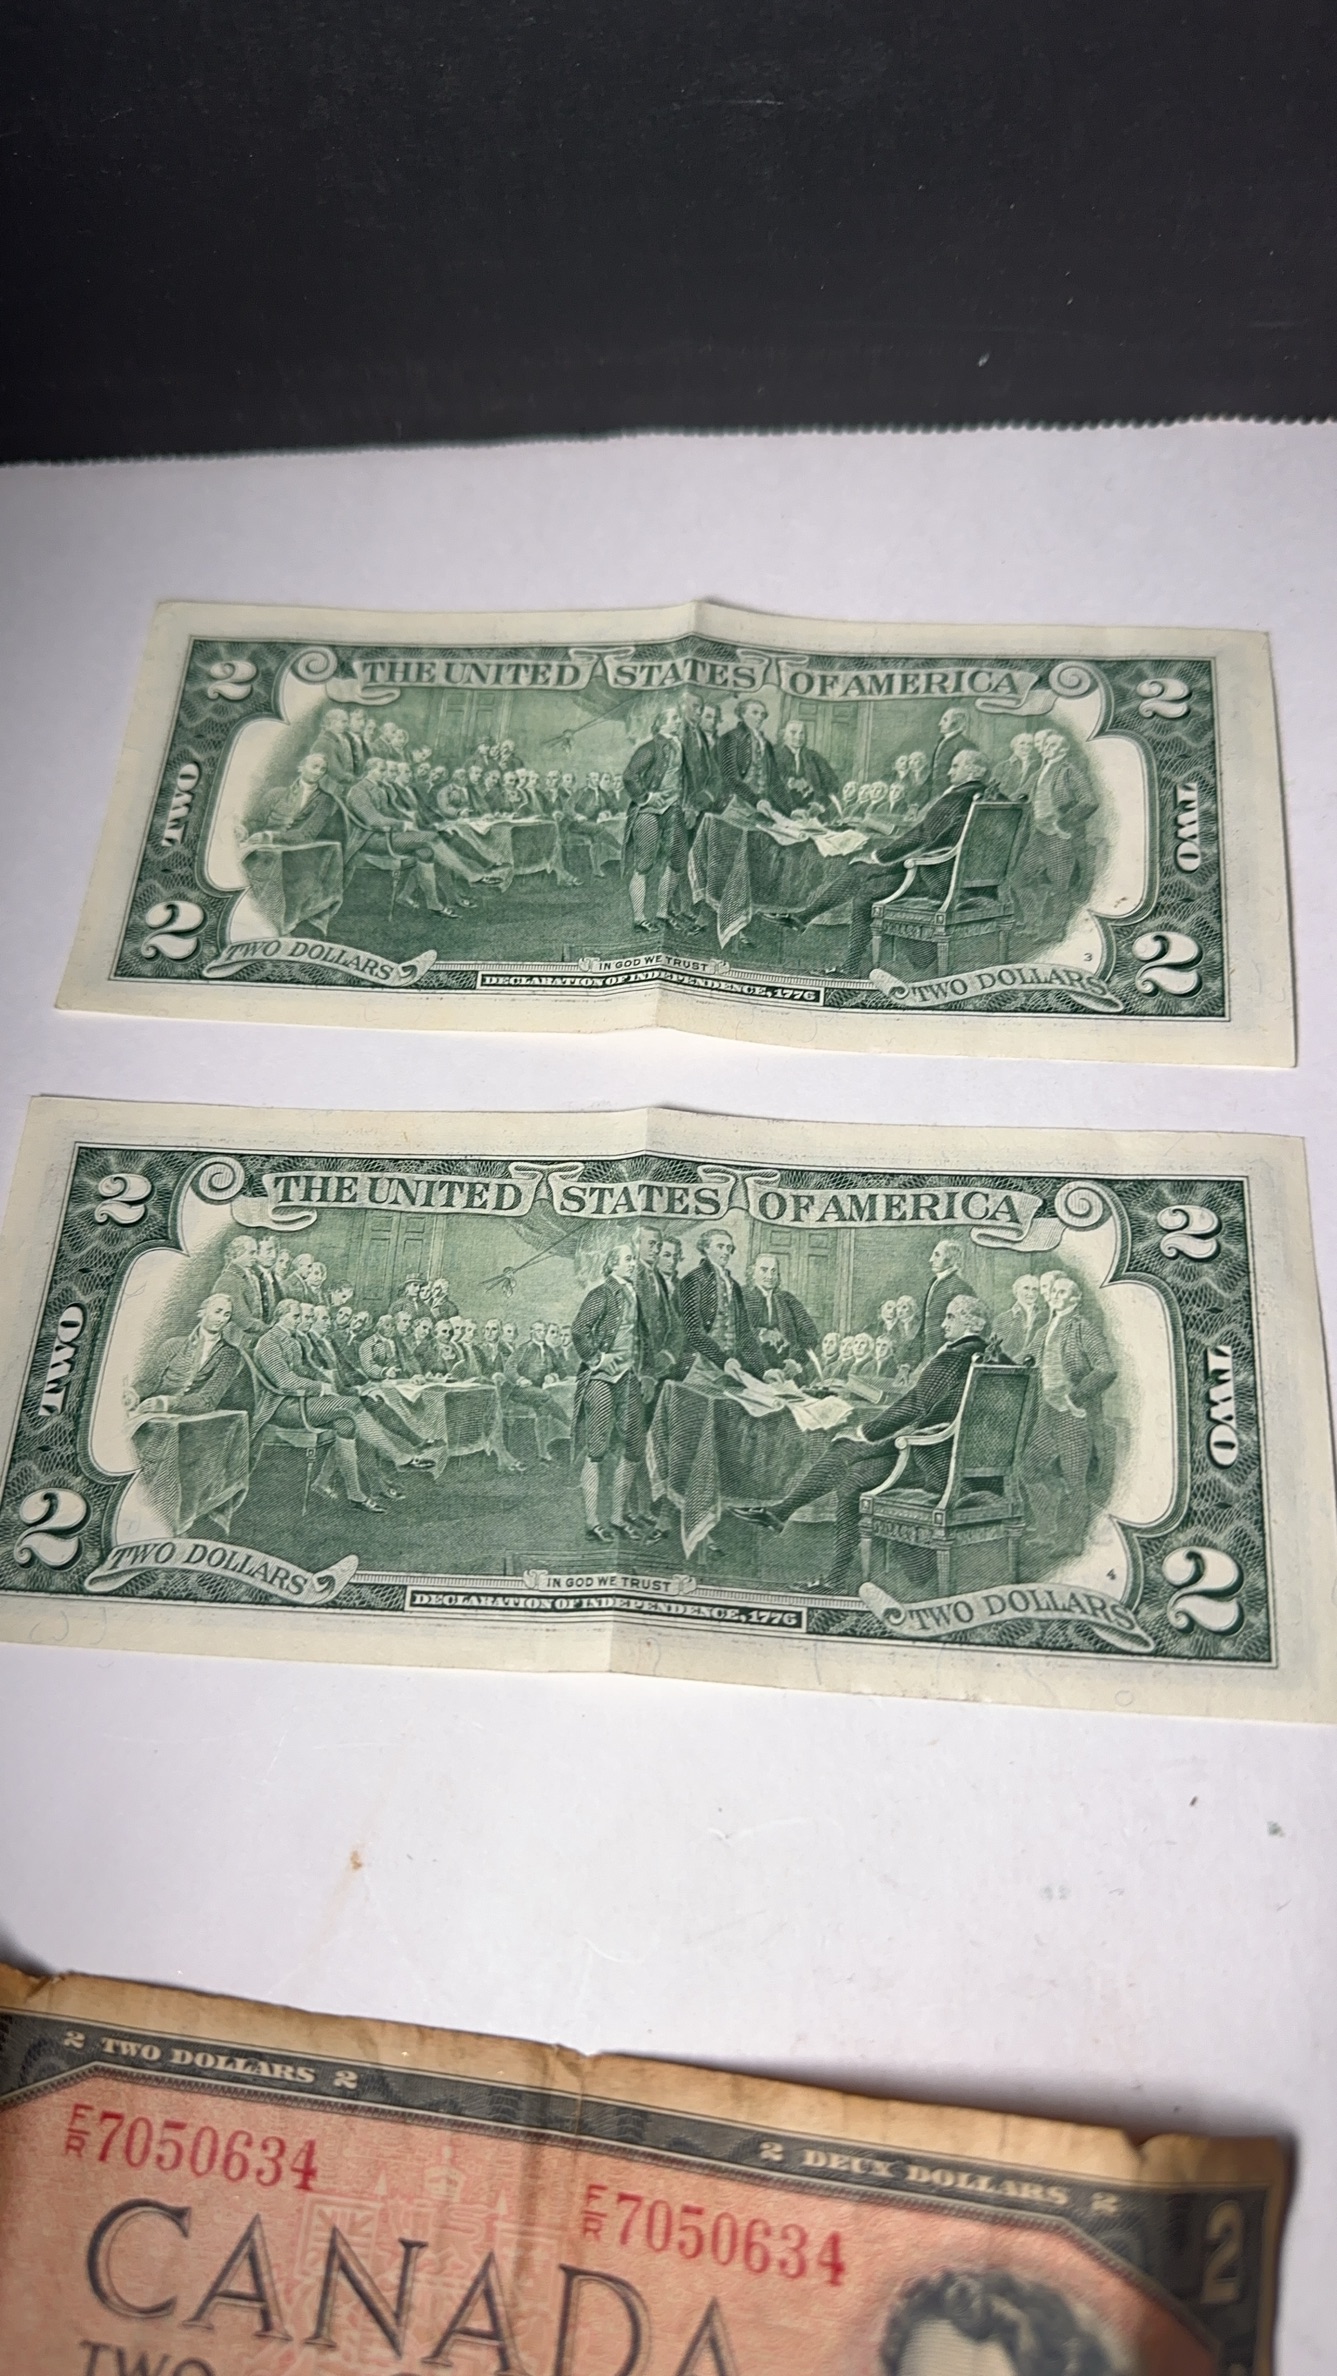 2 THE UNITED STATES OF AMERICA 2
TWO TWO
2 TWO DOLLARS IN GOD WE TRUST 3 TWO DOLLARS 2
DECLARATION OF INDEPENDENCE, 1776
2 THE UNITED STATES OF AMERICA 2
TWO TWO
2 TWO DOLLARS IN GOD WE TRUST 4 TWO DOLLARS 2
DECLARATION OF INDEPENDENCE, 1776
2 TWO DOLLARS 2
2 DEUX DOLLARS 2
F/R 7050634
F/R 7050634
2
CANADA
TWO